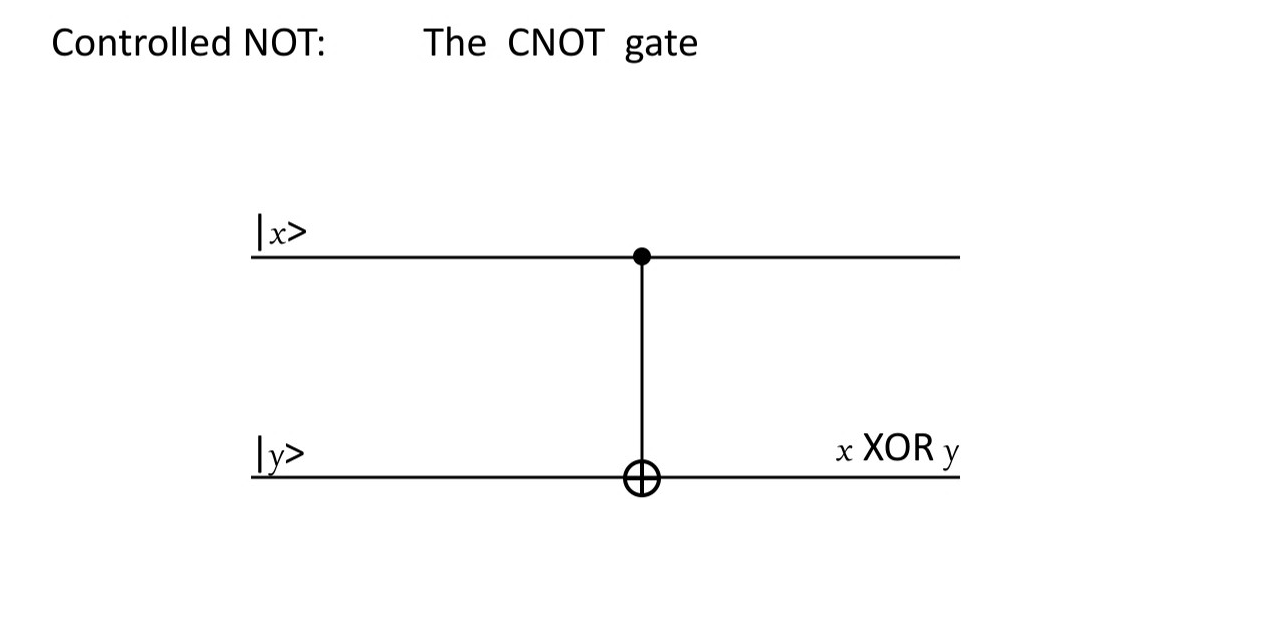 Controlled NOT: The CNOT gate
|x>
|y>
x XOR y